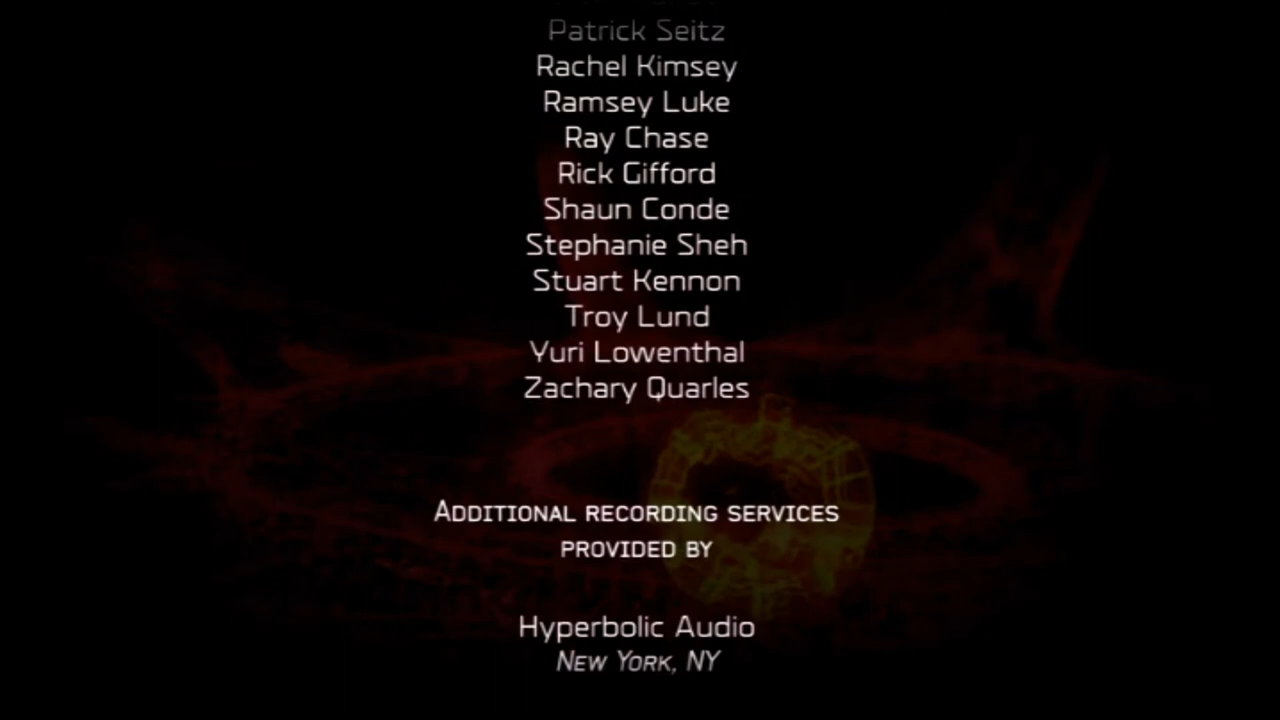 Patrick Seitz
Rachel Kimsey
Ramsey Luke
Ray Chase
Rick Gifford
Shaun Conde
Stephanie Sheh
Stuart Kennon
Troy Lund
Yuri Lowenthal
Zachary Quarles
Additional recording services
provided by
Hyperbolic Audio
New York, NY